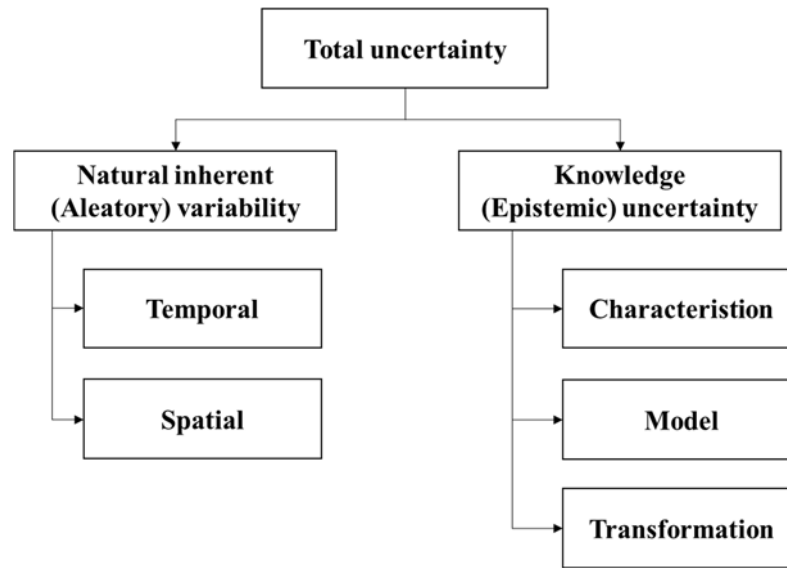 Total uncertainty
Natural inherent
(Aleatory) variability
Temporal
Spatial
Knowledge
(Epistemic) uncertainty
Characteristion
Model
Transformation